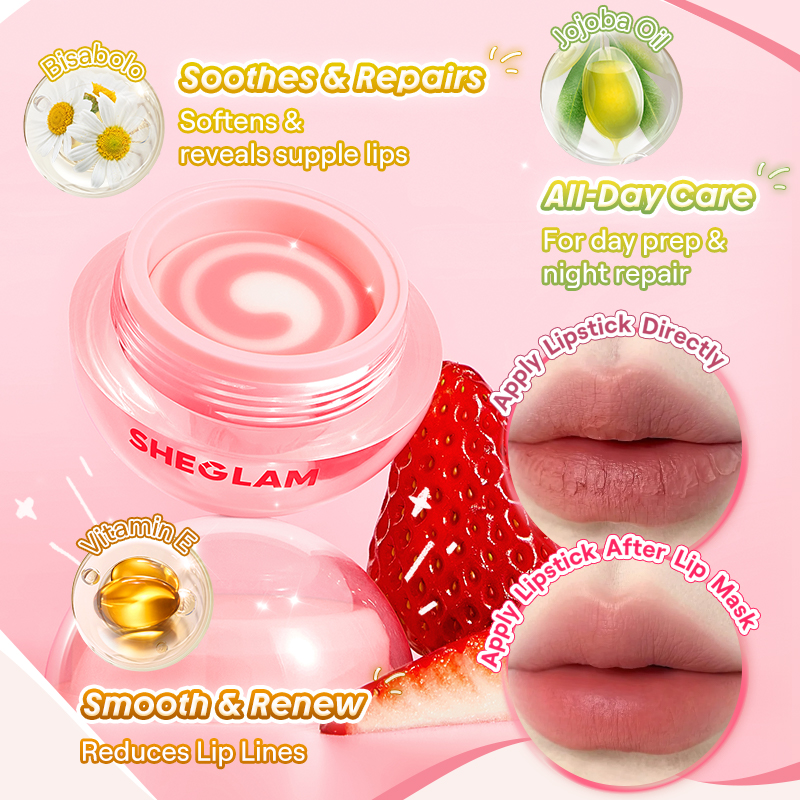 Bisabolo
Soothes & Repairs
Softens &
reveals supple lips
Jojoba Oil
All-Day Care
For day prep &
night repair
SHEGLAM
Apply Lipstick Directly
Vitamin E
Smooth & Renew
Reduces Lip Lines
Apply Lipstick After Lip Mask